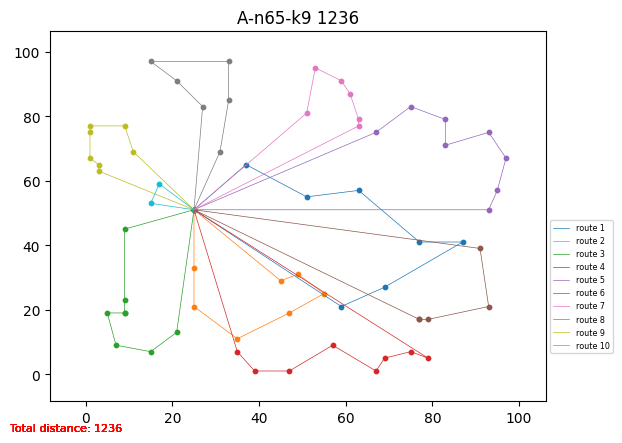 A-n65-k9 1236
100
80
60
40
20
0
0 20 40 60 80 100
route 1
route 2
route 3
route 4
route 5
route 6
route 7
route 8
route 9
route 10
Total distance: 1236